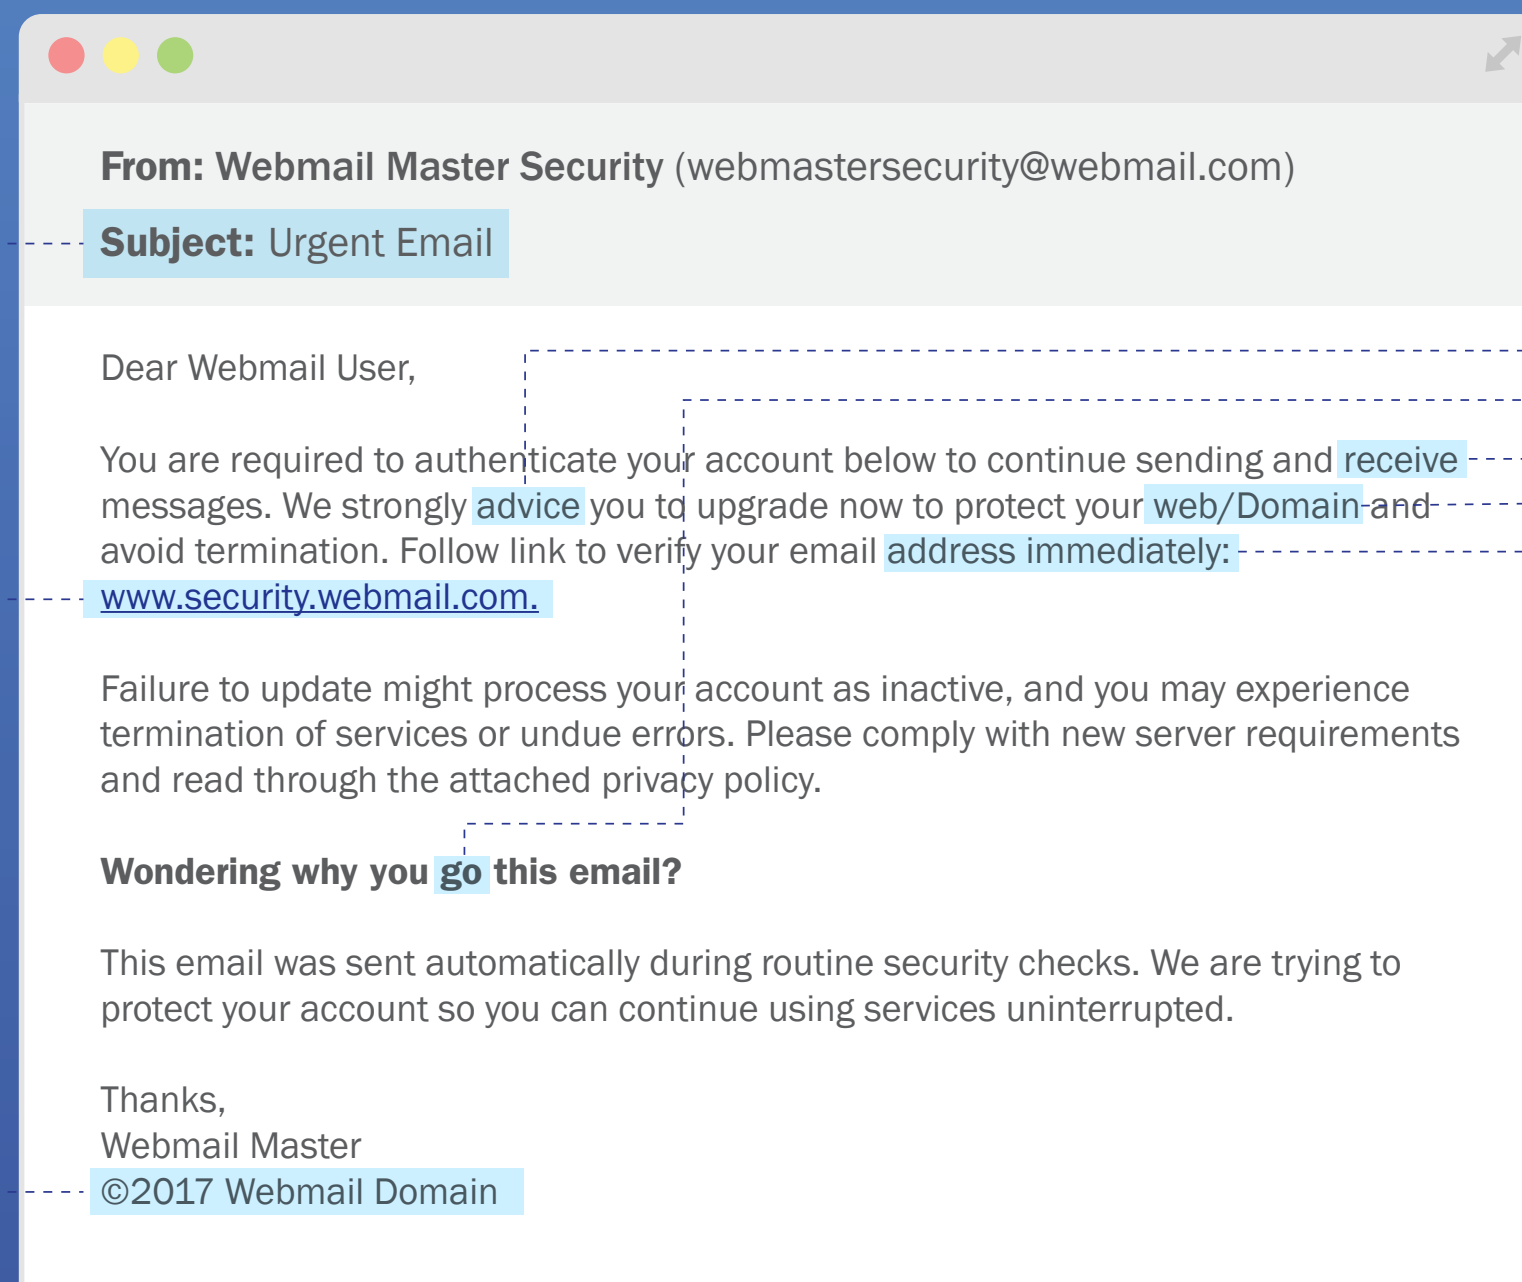 From: Webmail Master Security (webmastersecurity@webmail.com)
Subject: Urgent Email
Dear Webmail User,
You are required to authenticate your account below to continue sending and receive
messages. We strongly advice you to upgrade now to protect your web/Domain and
avoid termination. Follow link to verify your email address immediately:
www.security.webmail.com.
Failure to update might process your account as inactive, and you may experience
termination of services or undue errors. Please comply with new server requirements
and read through the attached privacy policy.
Wondering why you go this email?
This email was sent automatically during routine security checks. We are trying to
protect your account so you can continue using services uninterrupted.
Thanks,
Webmail Master
©2017 Webmail Domain